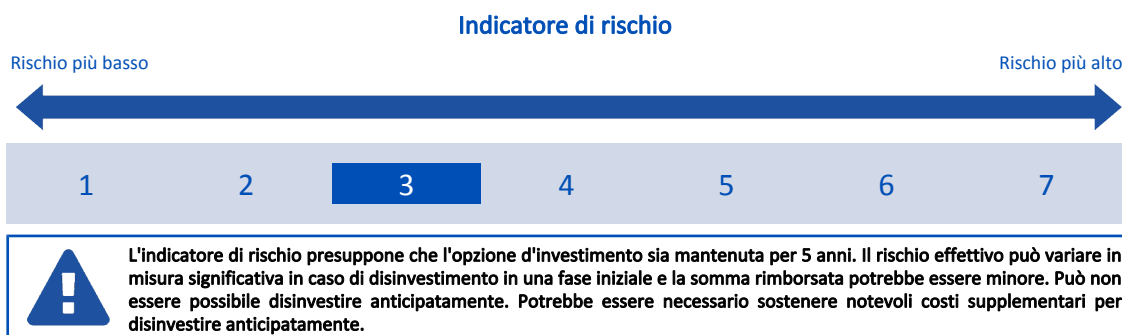 Indicatore di rischio
Rischio più basso
Rischio più alto
1 2 3 4 5 6 7
L'indicatore di rischio presuppone che l'opzione d'investimento sia mantenuta per 5 anni. Il rischio effettivo può variare in
misura significativa in caso di disinvestimento in una fase iniziale e la somma rimborsata potrebbe essere minore. Può non
essere possibile disinvestire anticipatamente. Potrebbe essere necessario sostenere notevoli costi supplementari per
disinvestire anticipatamente.